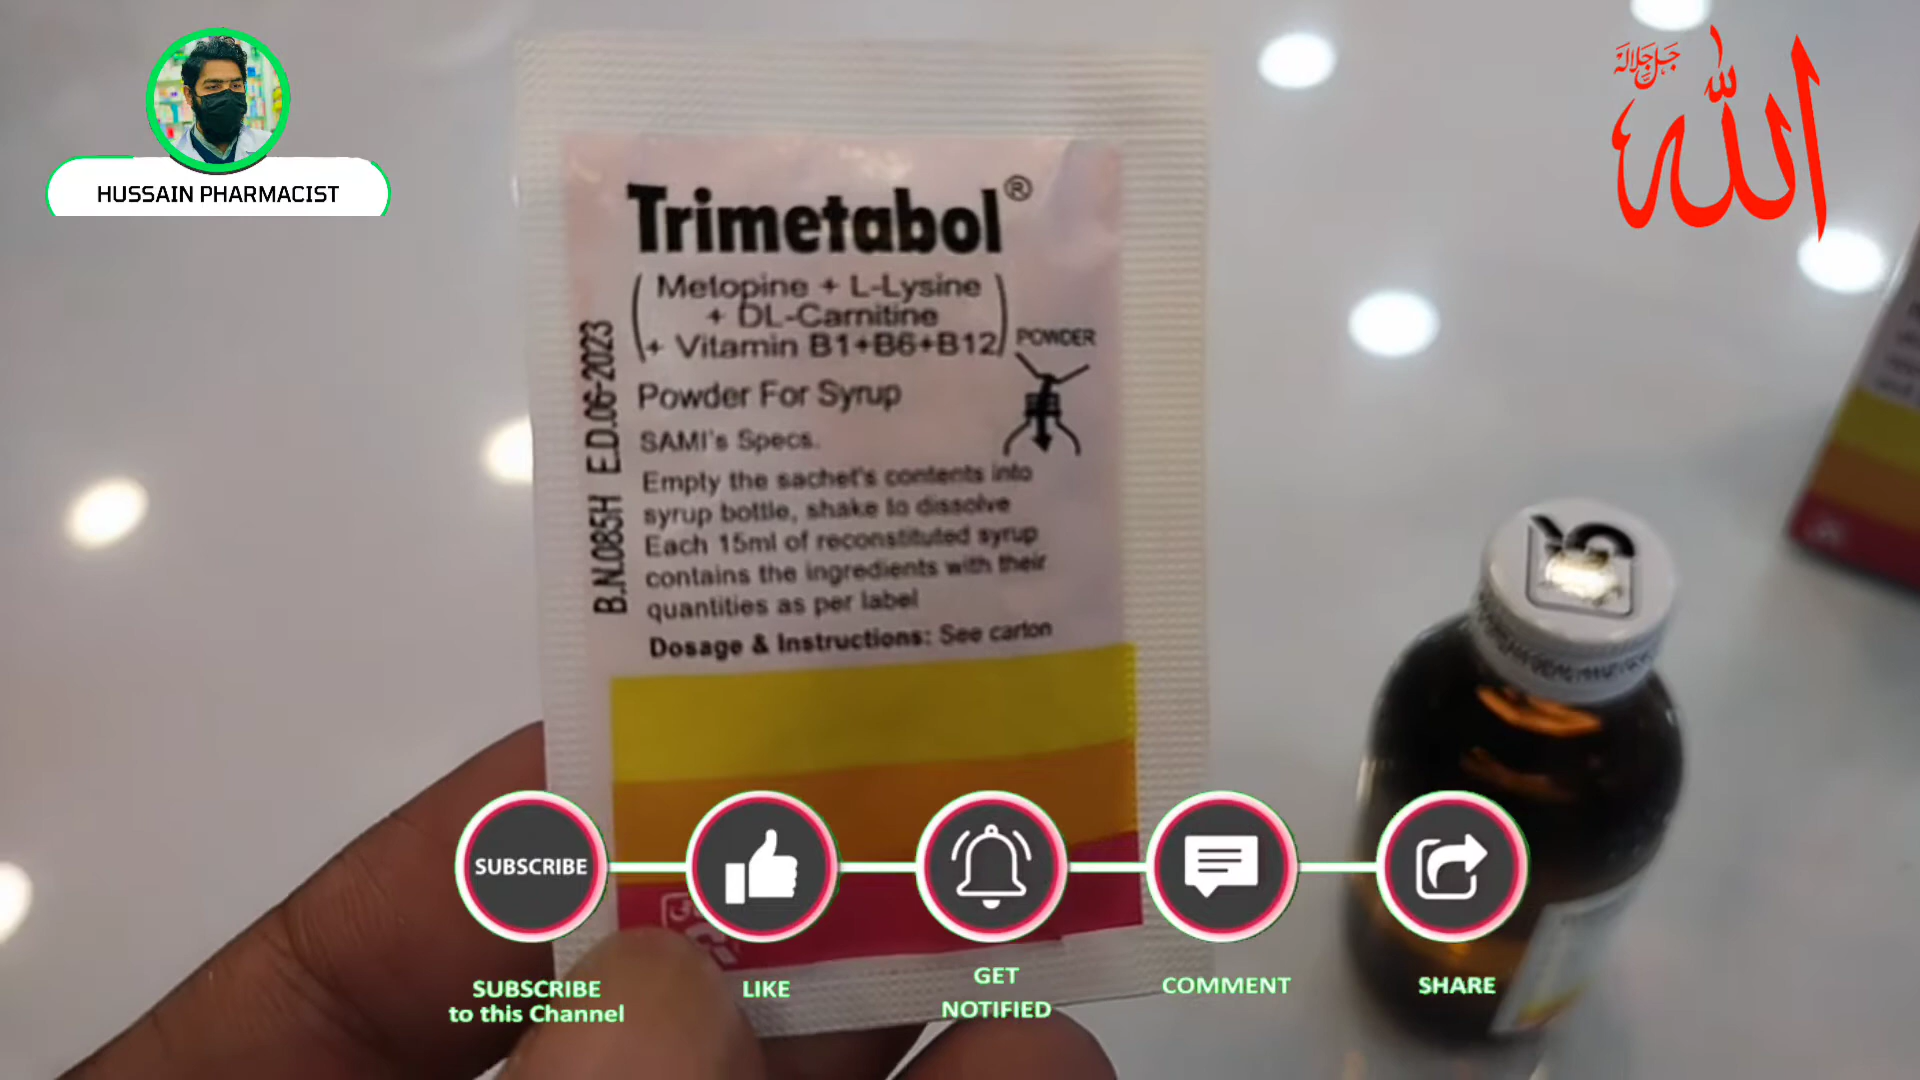 HUSSAIN PHARMACIST
جل جلاله
الله
Trimetabol®
Metopine + L-Lysine
+ DL-Carnitine
+ Vitamin B1+B6+B12
POWDER
Powder For Syrup
SAMI's Specs.
Empty the sachet's contents into
syrup bottle, shake to dissolve
Each 15ml of reconstituted syrup
contains the ingredients with their
quantities as per label
Dosage & Instructions: See carton
B.N.085H E.D.06-2023
SUBSCRIBE
SUBSCRIBE
to this Channel
LIKE
GET
NOTIFIED
COMMENT
SHARE